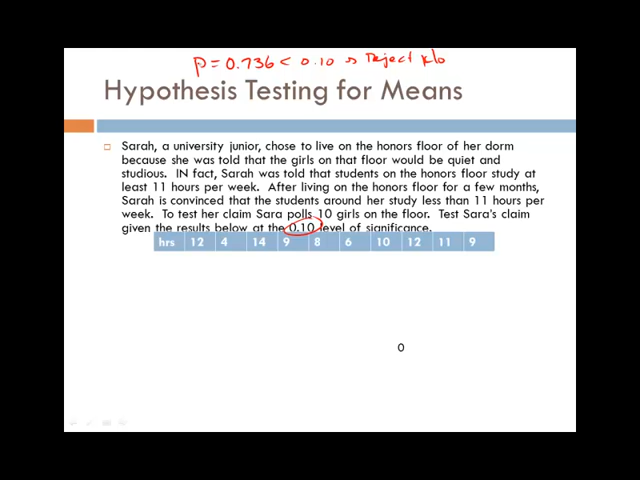 p = 0.736 < 0.10 so reject H0
Hypothesis Testing for Means
Sarah, a university junior, chose to live on the honors floor of her dorm
because she was told that the girls on that floor would be quiet and
studious. IN fact, Sarah was told that students on the honors floor study at
least 11 hours per week. After living on the honors floor for a few months,
Sarah is convinced that the students around her study less than 11 hours per
week. To test her claim Sara polls 10 girls on the floor. Test Sara's claim
given the results below at the 0.10 level of significance.
hrs 12 4 14 9 8 6 10 12 11 9
0